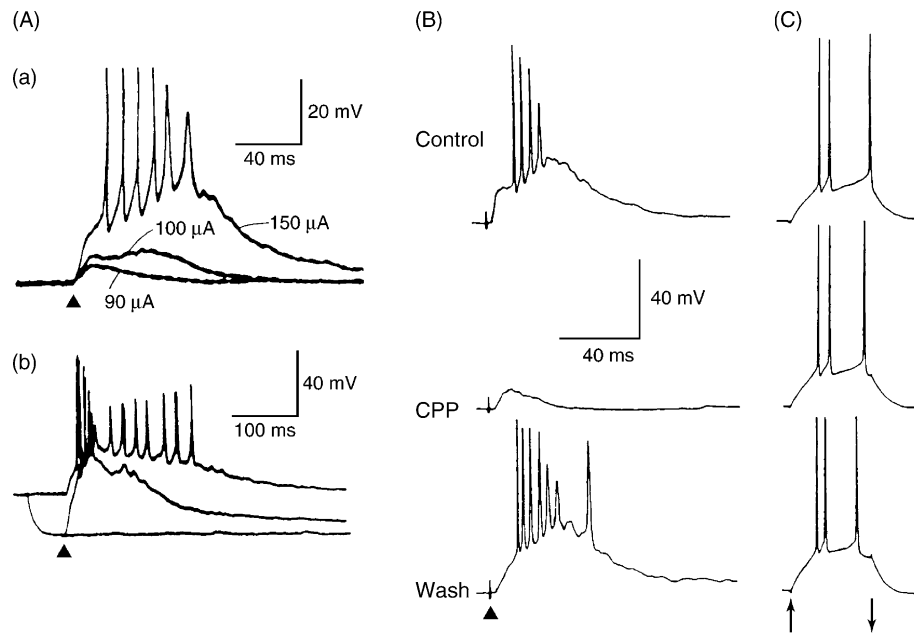 (A)
(a)
20 mV
40 ms
100 µA
150 µA
90 µA
(b)
40 mV
100 ms
(B)
Control
40 mV
40 ms
CPP
Wash
(C)